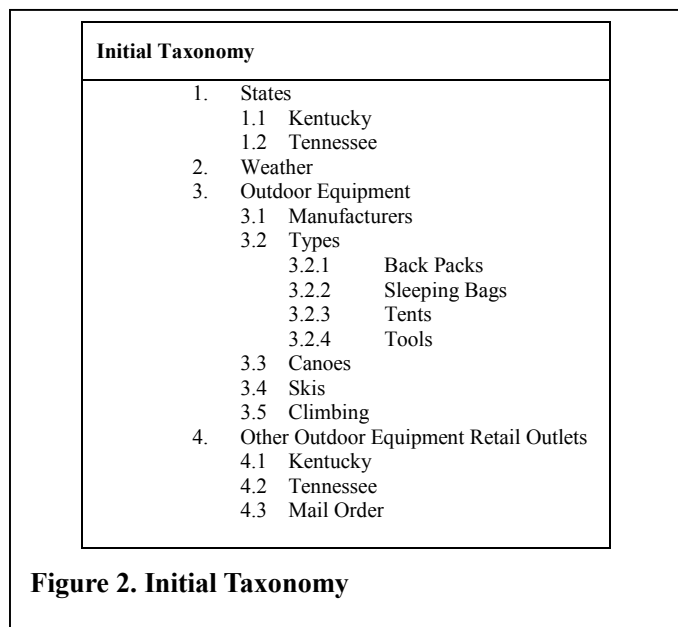 Initial Taxonomy
1. States
1.1 Kentucky
1.2 Tennessee
2. Weather
3. Outdoor Equipment
3.1 Manufacturers
3.2 Types
3.2.1 Back Packs
3.2.2 Sleeping Bags
3.2.3 Tents
3.2.4 Tools
3.3 Canoes
3.4 Skis
3.5 Climbing
4. Other Outdoor Equipment Retail Outlets
4.1 Kentucky
4.2 Tennessee
4.3 Mail Order
Figure 2. Initial Taxonomy